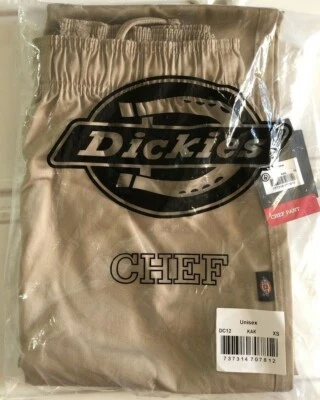 Dickies
CHEF
CHEF PANT
Unisex
DC12 KAK XS
737314 707812